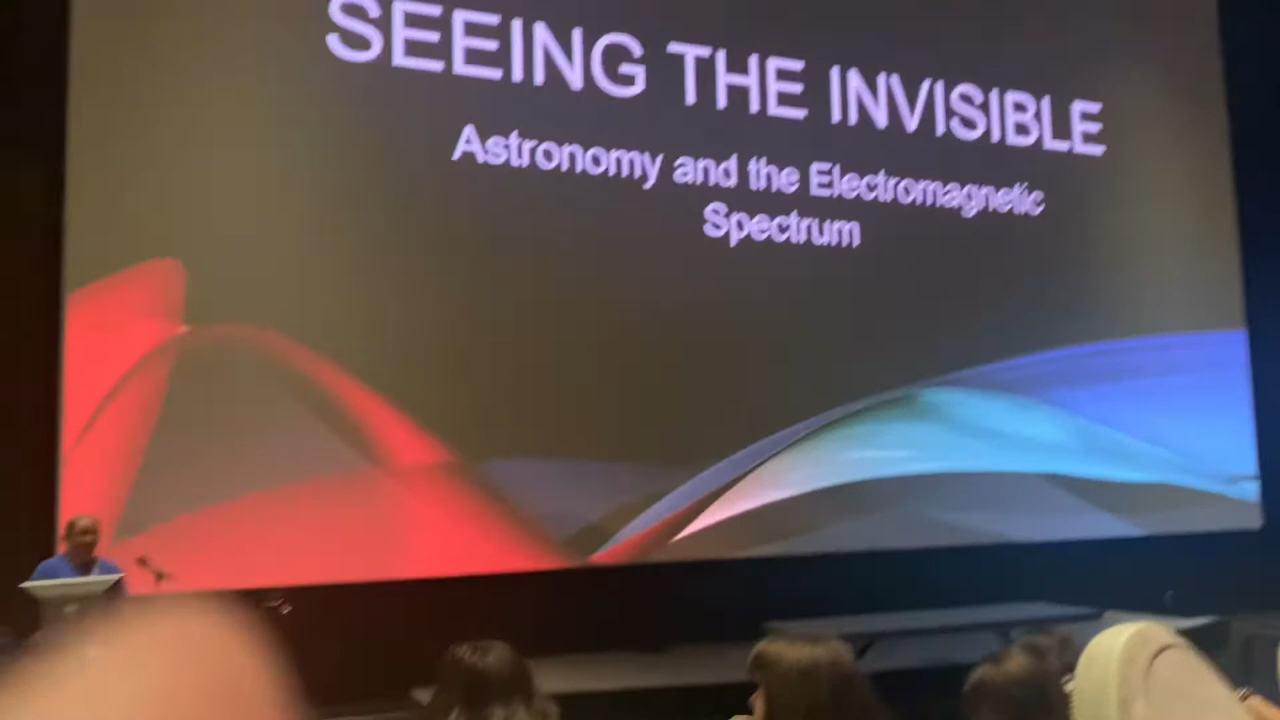 SEEING THE INVISIBLE
Astronomy and the Electromagnetic
Spectrum